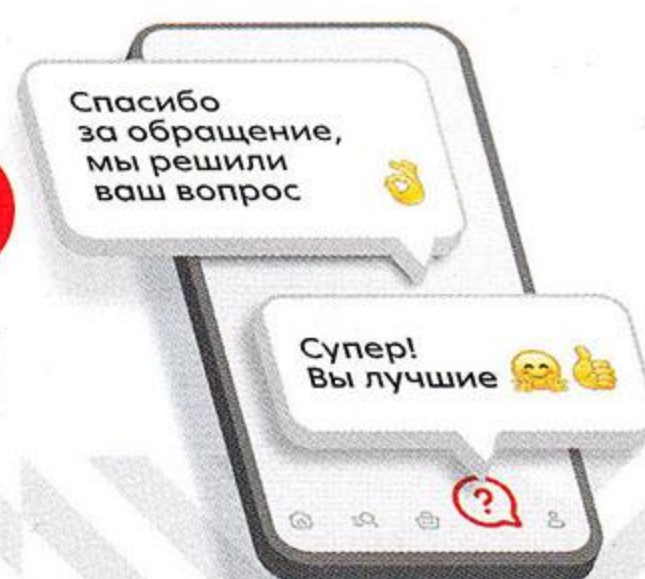 Спасибо
за обращение,
мы решили
ваш вопрос 👌
Супер!
Вы лучшие 🤗👍
?